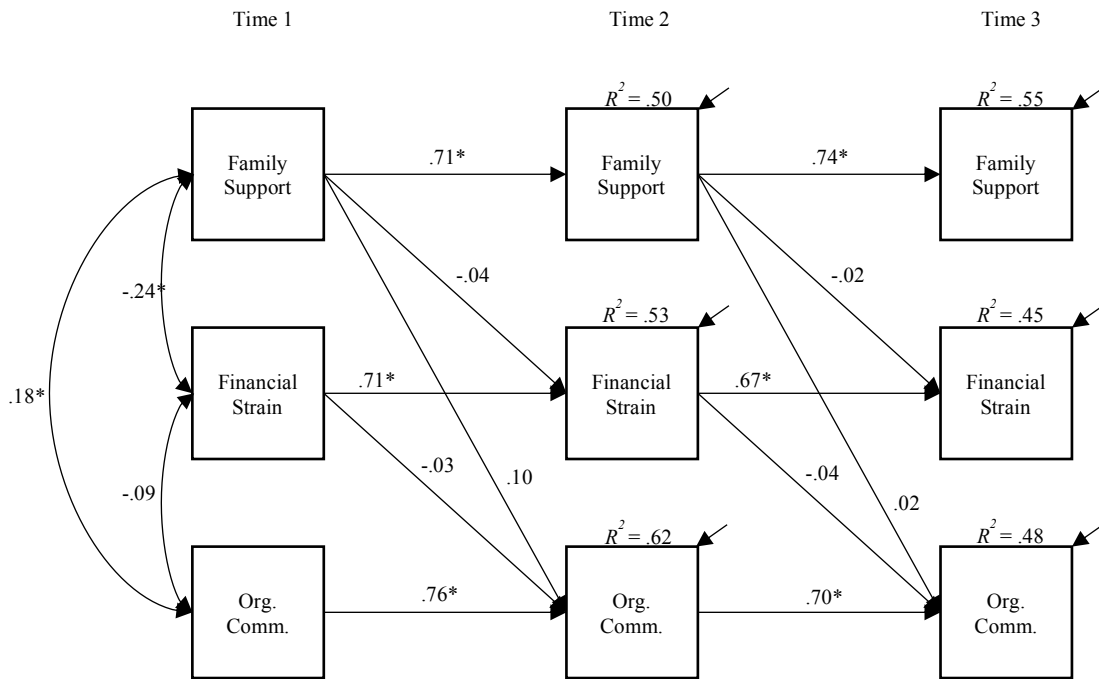 Time 1
Time 2
Time 3
R² = .50
R² = .55
Family
Support
.71*
Family
Support
.74*
Family
Support
-.24*
-.04
-.02
R² = .53
R² = .45
.18*
Financial
Strain
.71*
Financial
Strain
.67*
Financial
Strain
-.09
-.03
.10
-.04
.02
R² = .62
R² = .48
Org.
Comm.
.76*
Org.
Comm.
.70*
Org.
Comm.